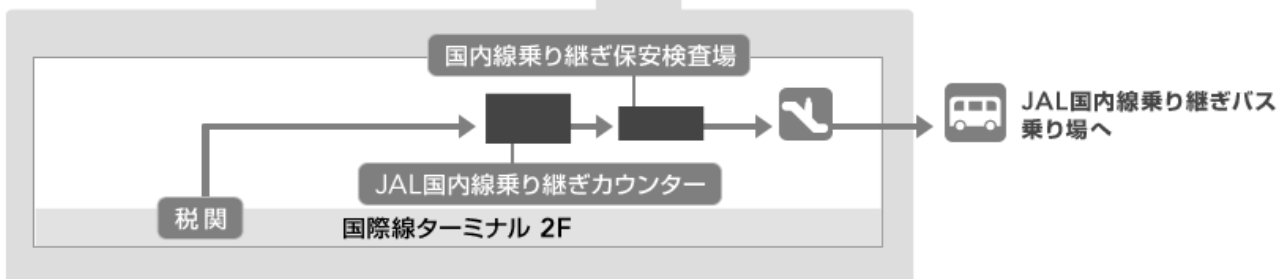 国内線乗り継ぎ保安検査場
JAL国内線乗り継ぎバス
乗り場へ
JAL国内線乗り継ぎカウンター
税関
国際線ターミナル 2F